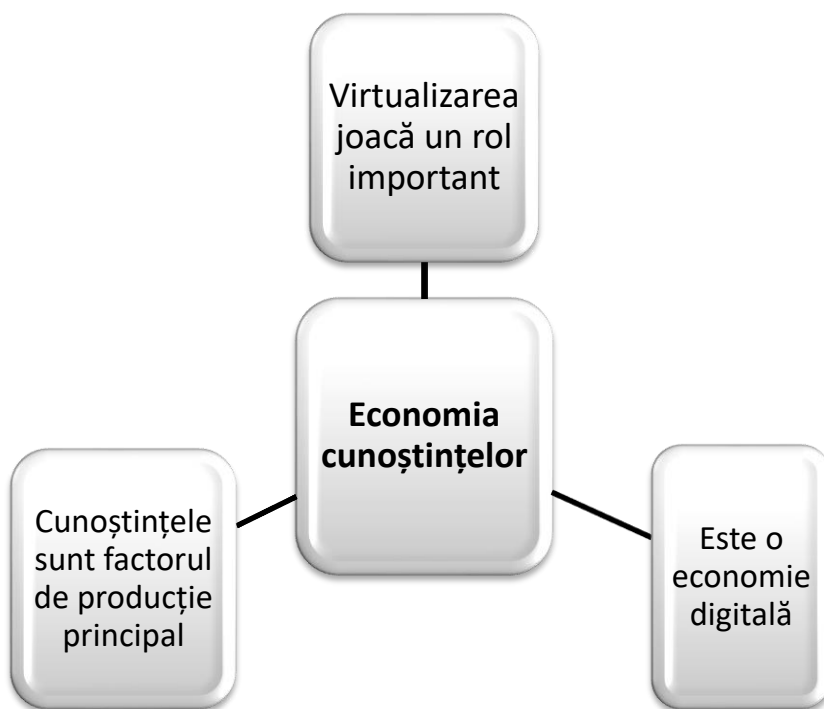 Virtualizarea
joacă un rol
important
Economia
cunoștințelor
Cunoștințele
sunt factorul
de producție
principal
Este o
economie
digitală